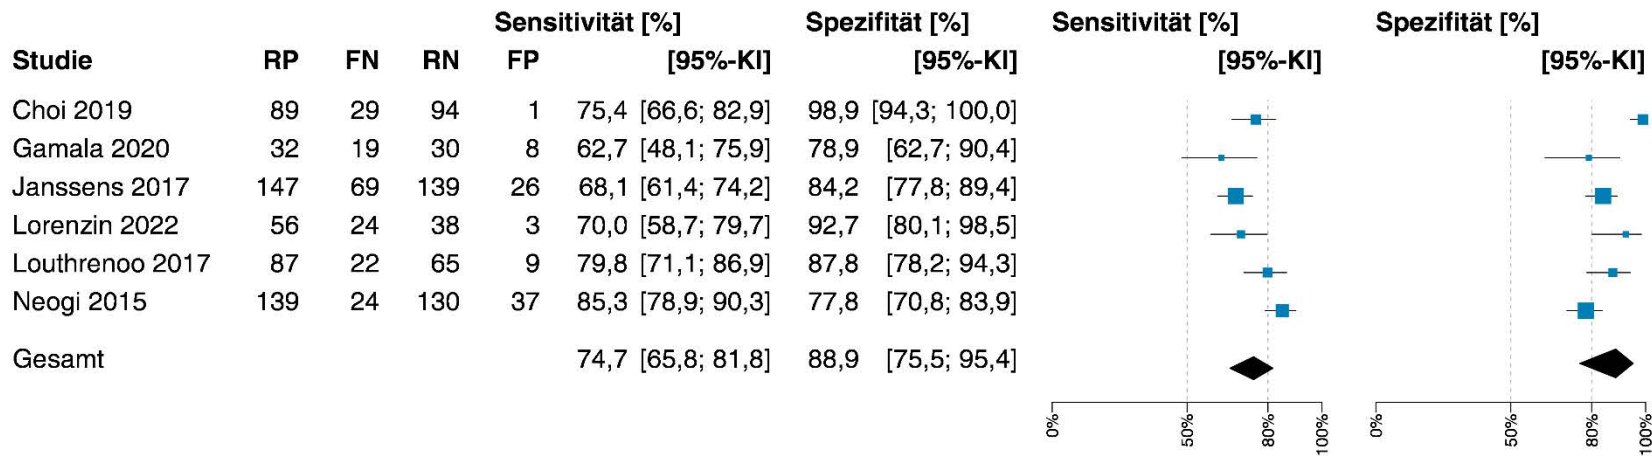 Sensitivität [%] Spezifität [%] Sensitivität [%] Spezifität [%]
Studie RP FN RN FP [95%-KI] [95%-KI] [95%-KI] [95%-KI]
Choi 2019 89 29 94 1 75,4 [66,6; 82,9] 98,9 [94,3; 100,0]
Gamala 2020 32 19 30 8 62,7 [48,1; 75,9] 78,9 [62,7; 90,4]
Janssens 2017 147 69 139 26 68,1 [61,4; 74,2] 84,2 [77,8; 89,4]
Lorenzin 2022 56 24 38 3 70,0 [58,7; 79,7] 92,7 [80,1; 98,5]
Louthrenoo 2017 87 22 65 9 79,8 [71,1; 86,9] 87,8 [78,2; 94,3]
Neogi 2015 139 24 130 37 85,3 [78,9; 90,3] 77,8 [70,8; 83,9]
Gesamt 74,7 [65,8; 81,8] 88,9 [75,5; 95,4]
0% 50% 80% 100% 0% 50% 80% 100%